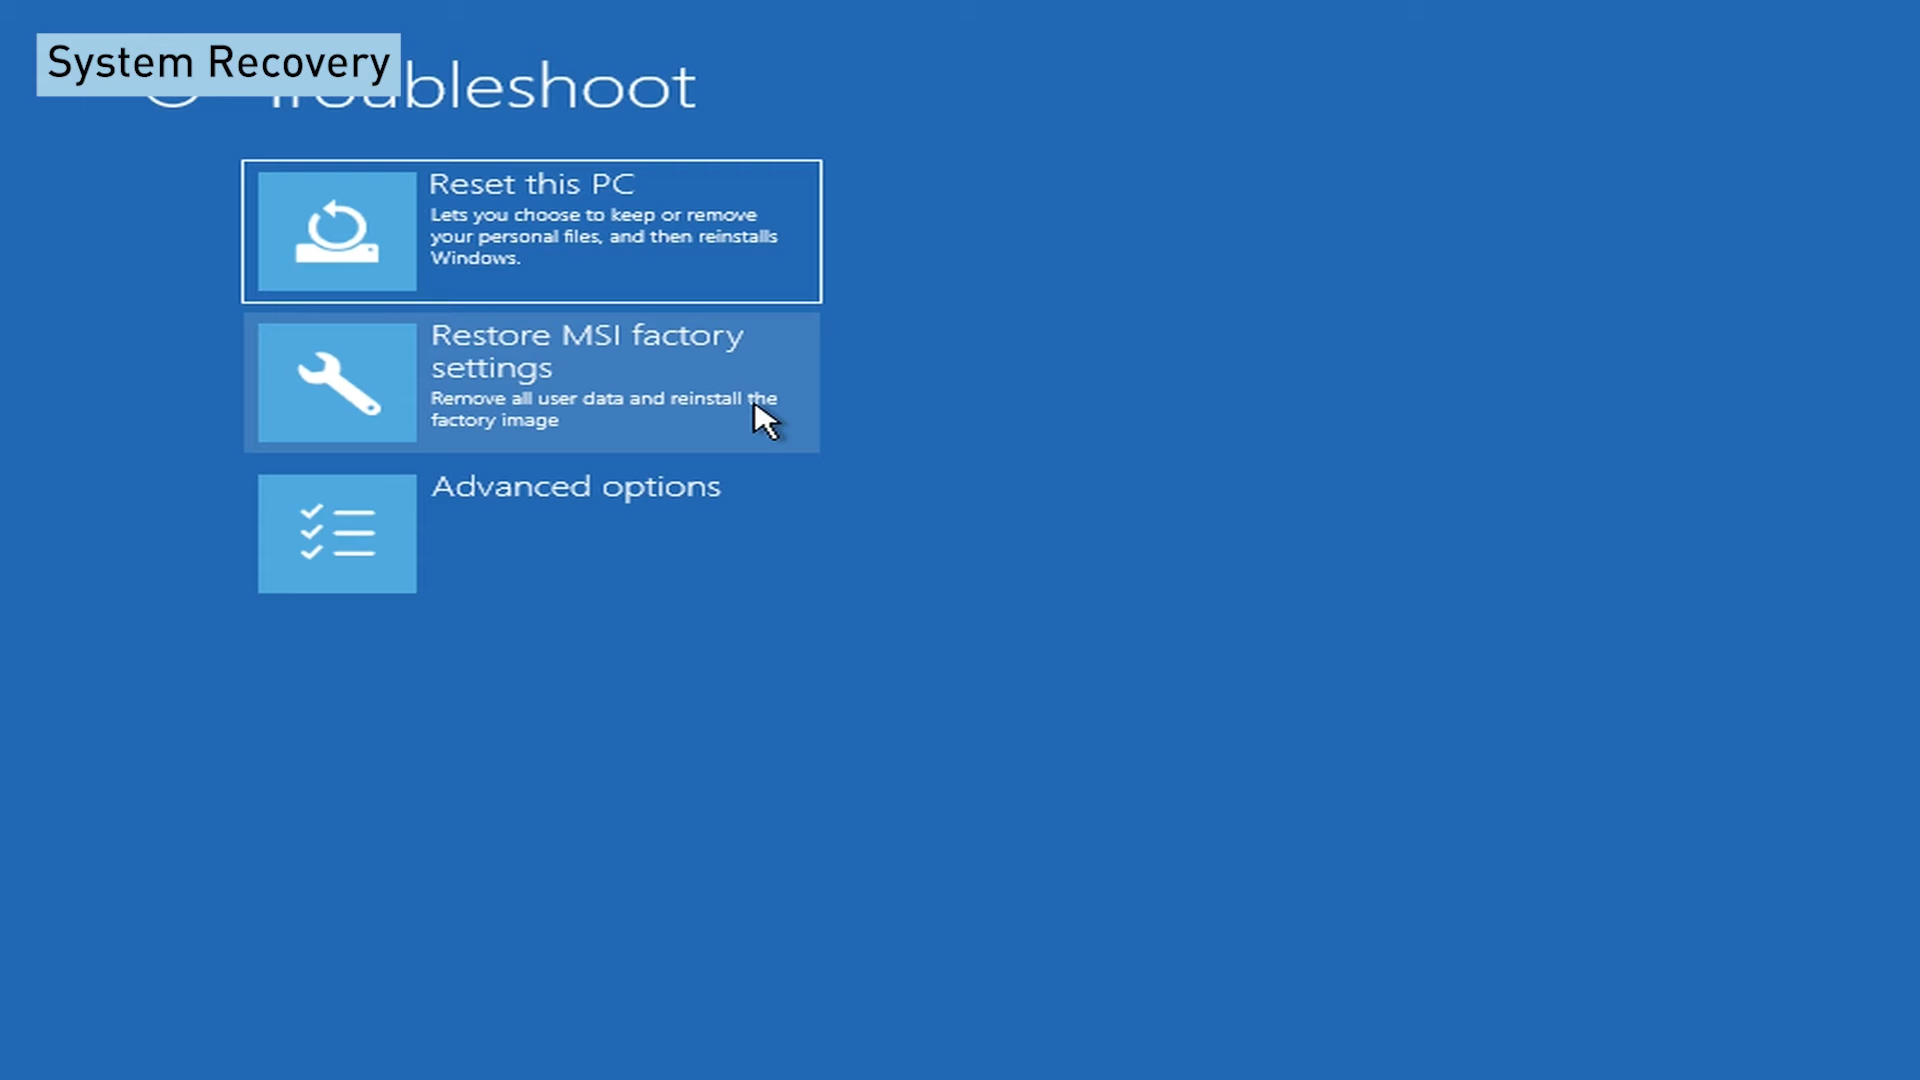 System Recovery
Troubleshoot
Reset this PC
Lets you choose to keep or remove
your personal files, and then reinstalls
Windows.
Restore MSI factory
settings
Remove all user data and reinstall the
factory image
Advanced options